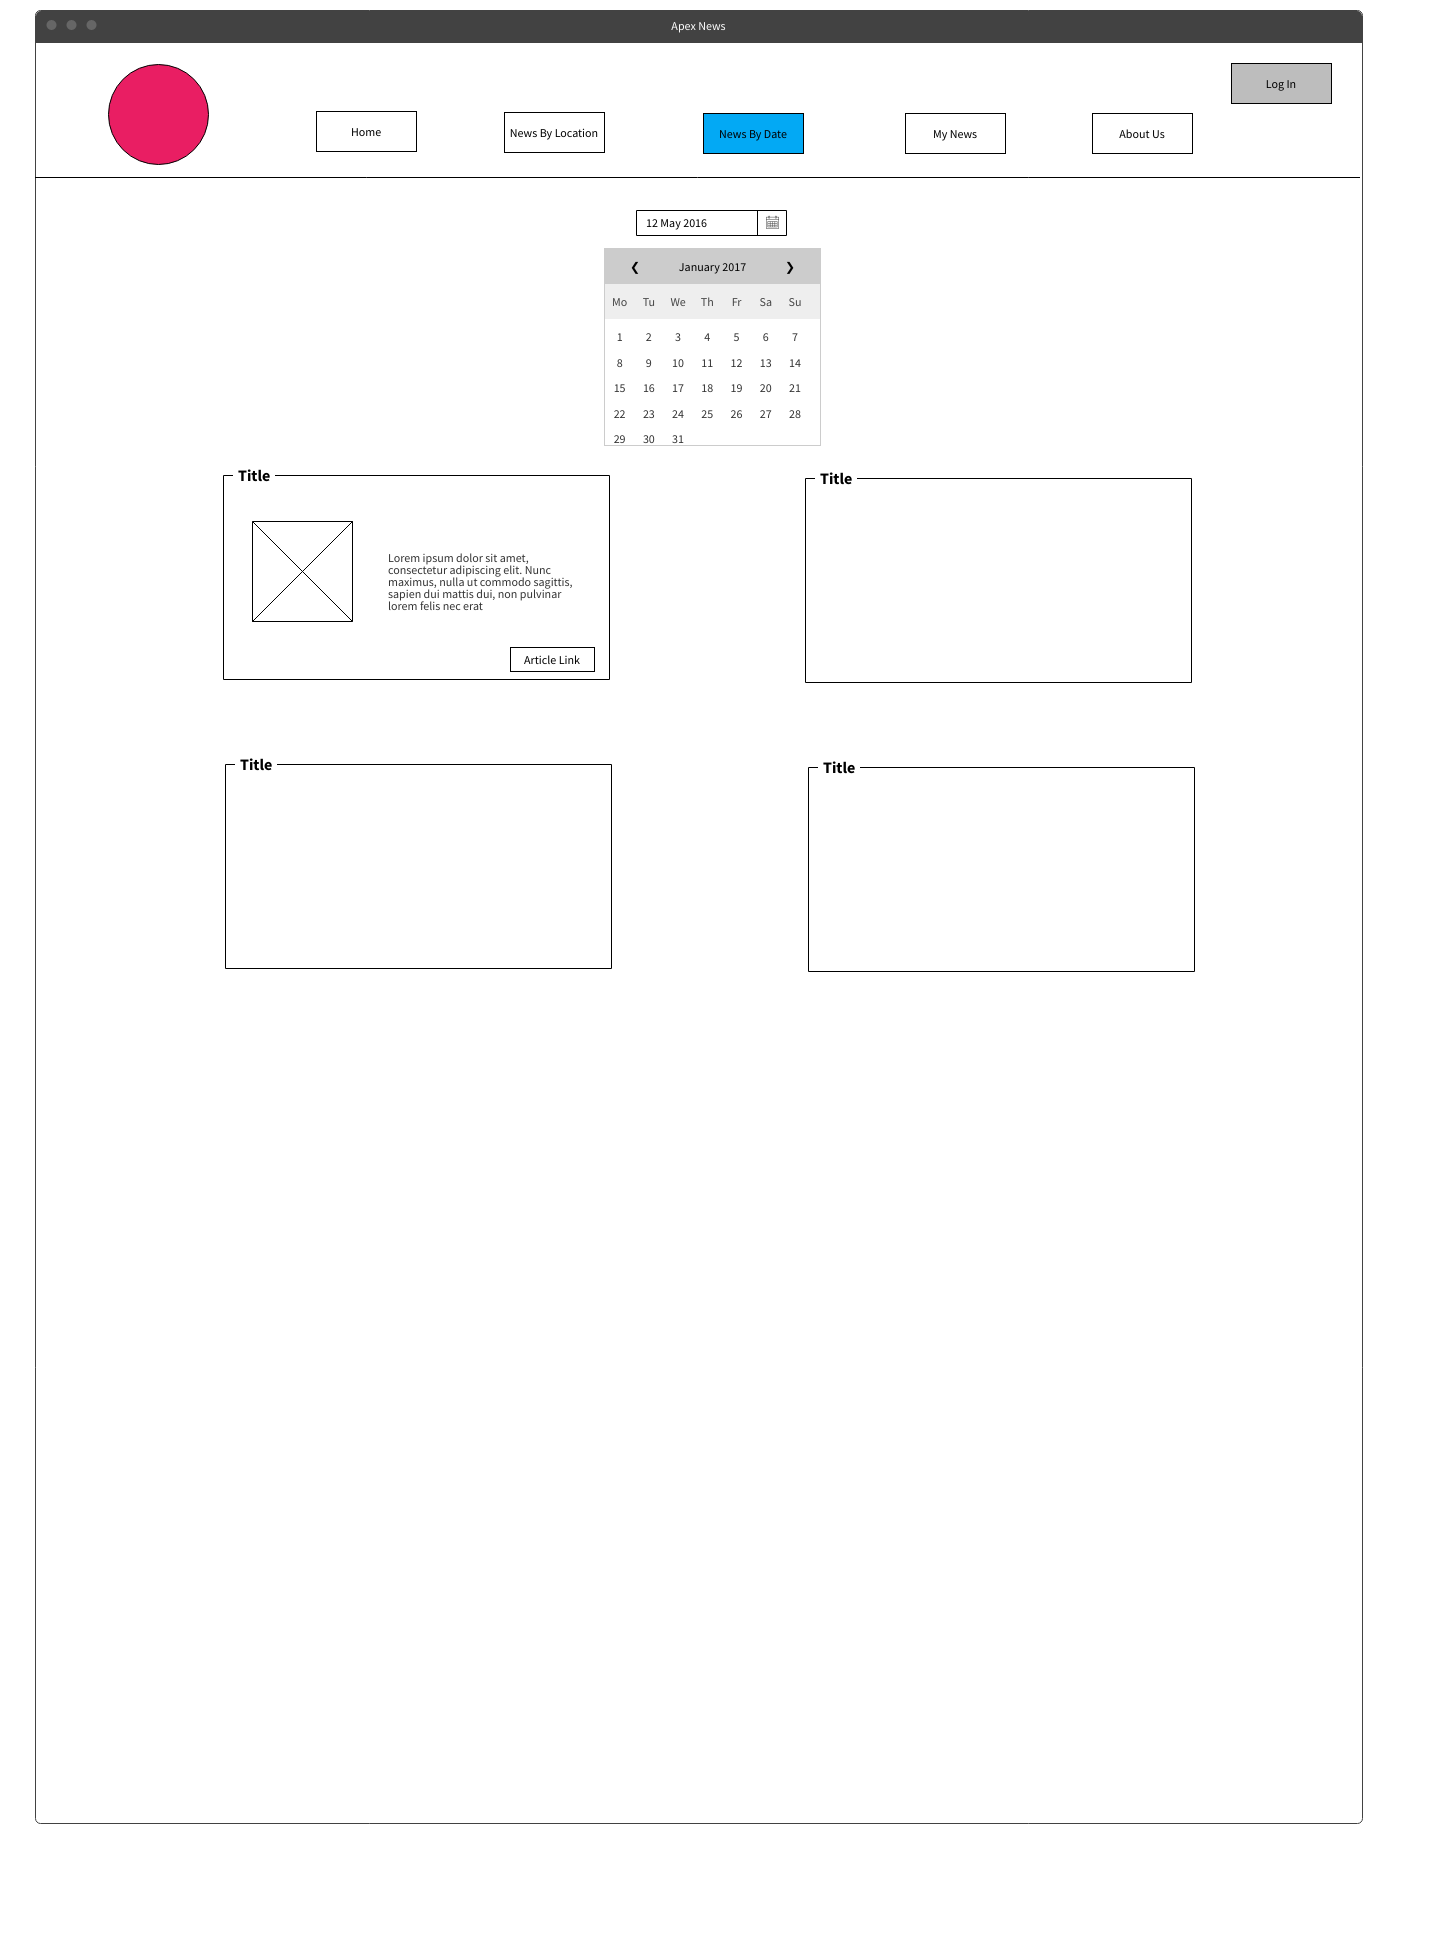 Apex News
Log In
Home
News By Location
News By Date
My News
About Us
12 May 2016
❮ January 2017 ❯
Mo Tu We Th Fr Sa Su
1 2 3 4 5 6 7
8 9 10 11 12 13 14
15 16 17 18 19 20 21
22 23 24 25 26 27 28
29 30 31
Title
Lorem ipsum dolor sit amet,
consectetur adipiscing elit. Nunc
maximus, nulla ut commodo sagittis,
sapien dui mattis dui, non pulvinar
lorem felis nec erat
Article Link
Title
Title
Title